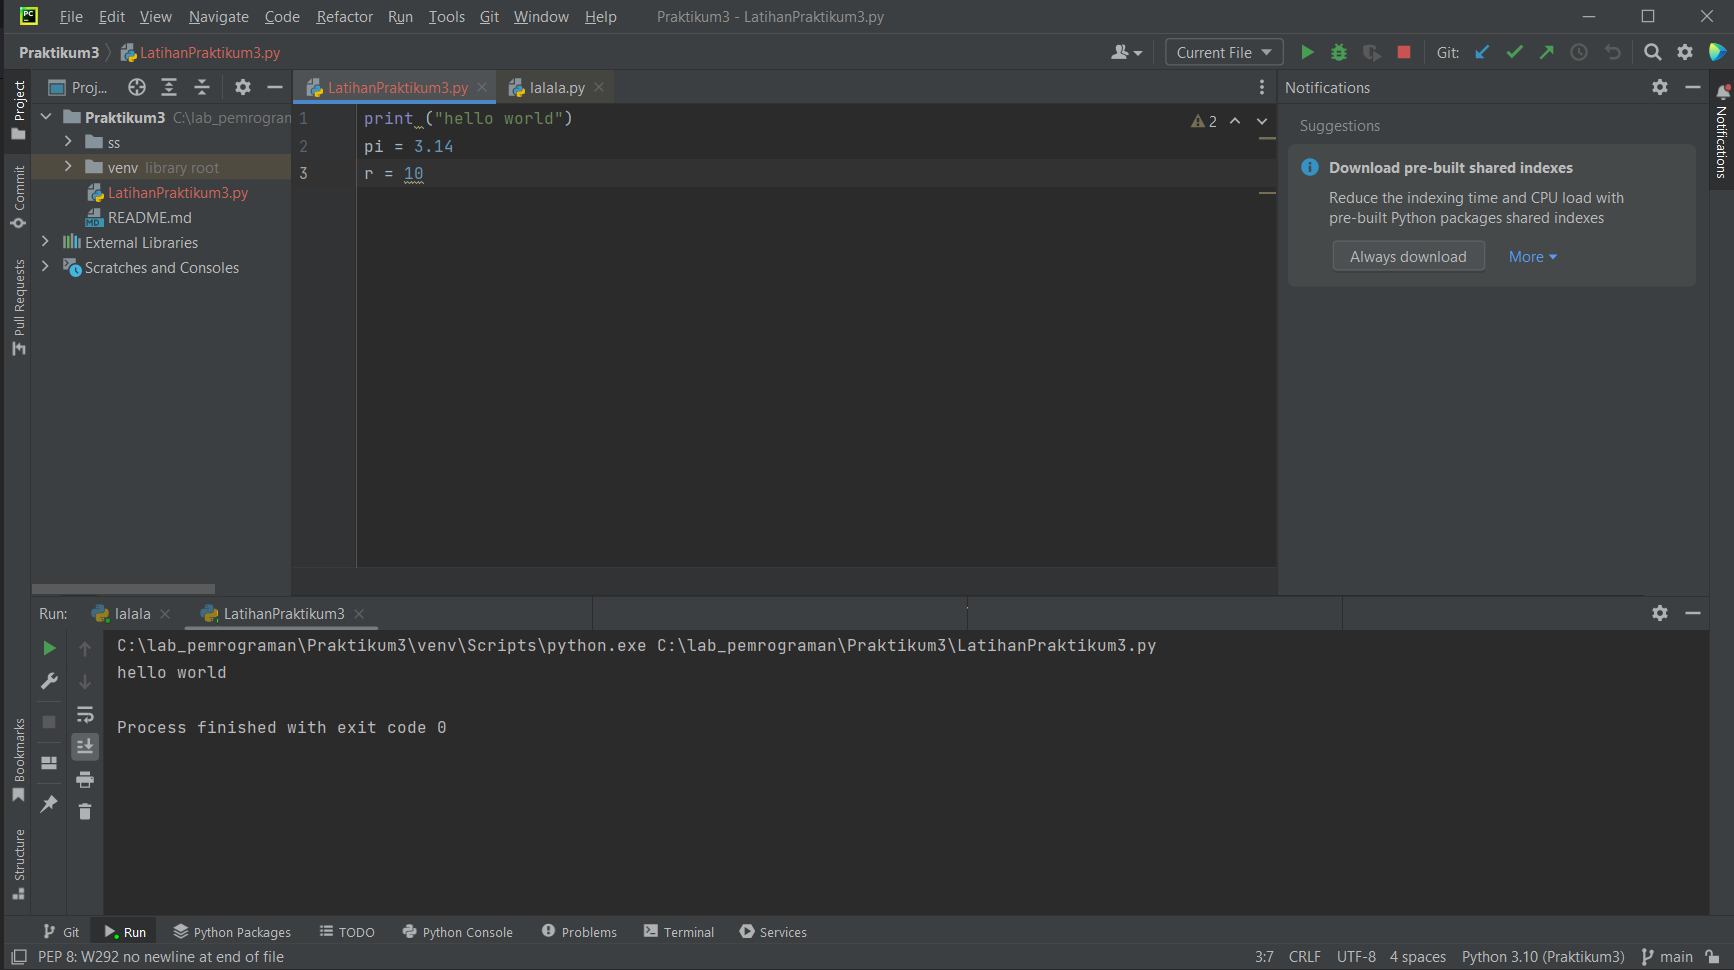 PC File Edit View Navigate Code Refactor Run Tools Git Window Help Praktikum3 - LatihanPraktikum3.py
Praktikum3 LatihanPraktikum3.py Current File Git:
Project
Proj...
LatihanPraktikum3.py lalala.py
Notifications
Praktikum3 C:\lab_pemrogran
ss
venv library root
LatihanPraktikum3.py
MD README.md
External Libraries
Scratches and Consoles
Commit
Pull Requests
1 print ("hello world")
2 pi = 3.14
3 r = 10
2
Suggestions
Download pre-built shared indexes
Reduce the indexing time and CPU load with
pre-built Python packages shared indexes
Always download More
Notifications
Run: lalala LatihanPraktikum3
C:\lab_pemrograman\Praktikum3\venv\Scripts\python.exe C:\lab_pemrograman\Praktikum3\LatihanPraktikum3.py
hello world
Process finished with exit code 0
Bookmarks
Structure
Git Run Python Packages TODO Python Console Problems Terminal Services
PEP 8: W292 no newline at end of file 3:7 CRLF UTF-8 4 spaces Python 3.10 (Praktikum3) main